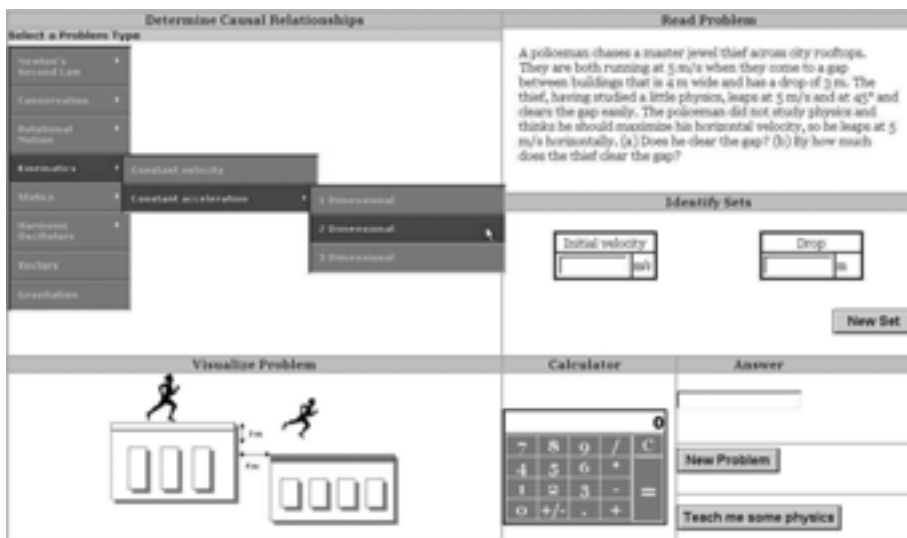 Determine Causal Relationships
Select a Problem Type
Newton's
Second Law
Conservation
Rotational
Motion
Kinematics
Constant velocity
Statics
Constant acceleration
1 Dimensional
2 Dimensional
3 Dimensional
Harmonic
Oscillators
Vectors
Gravitation
Read Problem
A policeman chases a master jewel thief across city rooftops.
They are both running at 5 m/s when they come to a gap
between buildings that is 4 m wide and has a drop of 3 m. The
thief, having studied a little physics, leaps at 5 m/s and at 45° and
clears the gap easily. The policeman did not study physics and
thinks he should maximize his horizontal velocity, so he leaps at 5
m/s horizontally. (a) Does he clear the gap? (b) By how much
does the thief clear the gap?
Identify Sets
Initial velocity
m/s
Drop
m
New Set
Visualize Problem
3 m
4 m
Calculator
0
7 8 9 / C
4 5 6 *
1 2 3 - =
0 +/- . +
Answer
New Problem
Teach me some physics